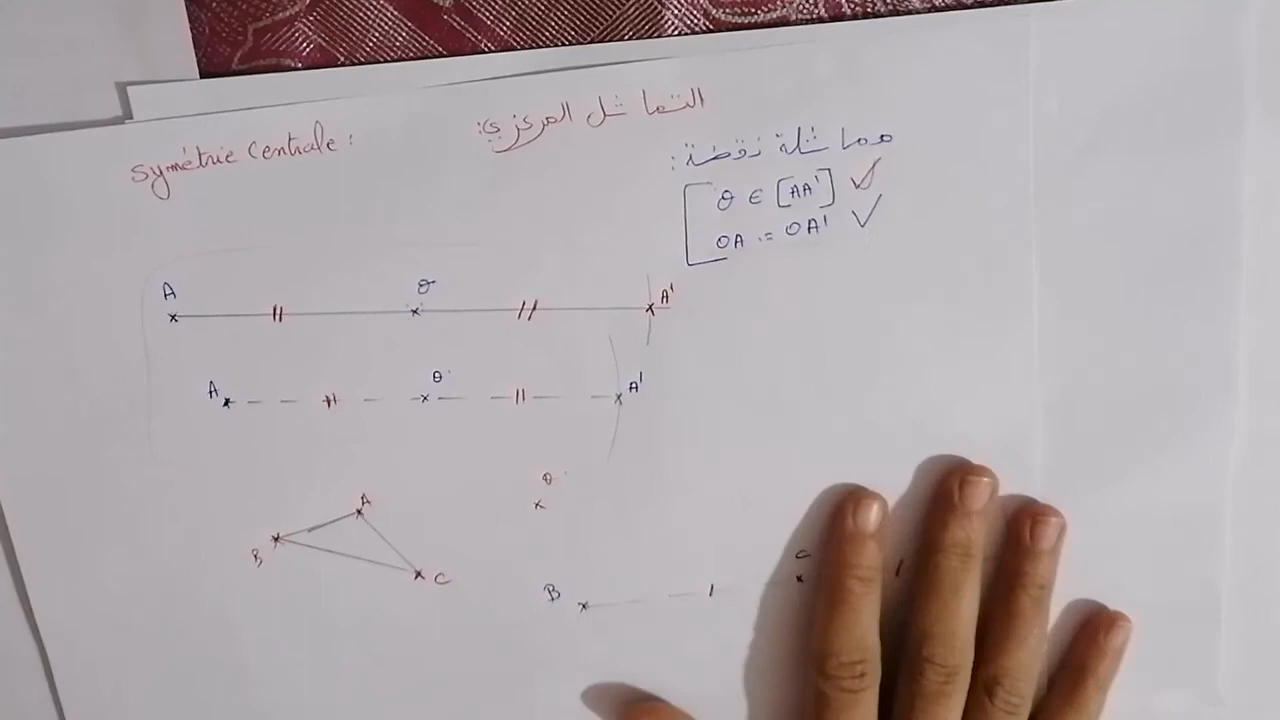 Symétrie Centrale :
التماثل المركزي:
مماثلة نقطة :
O ∈ [AA'] ✓
OA = OA' ✓
A O A'
A O A'
A O
B C
C
B